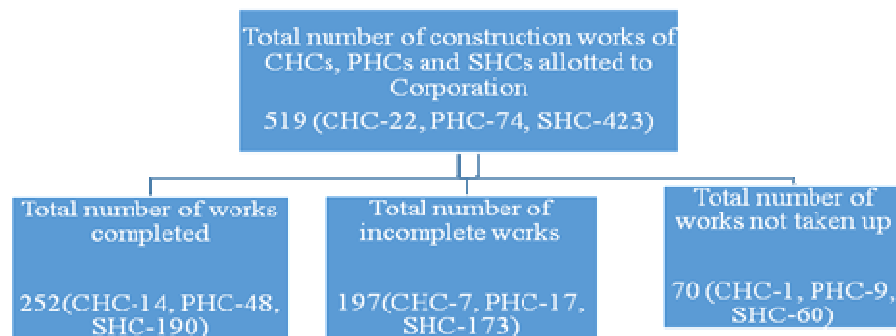 Total number of construction works of
CHCs, PHCs and SHCs allotted to
Corporation
519 (CHC-22, PHC-74, SHC-423)
Total number of works
completed
252(CHC-14, PHC-48,
SHC-190)
Total number of
incomplete works
197(CHC-7, PHC-17,
SHC-173)
Total number of
works not taken up
70 (CHC-1, PHC-9,
SHC-60)